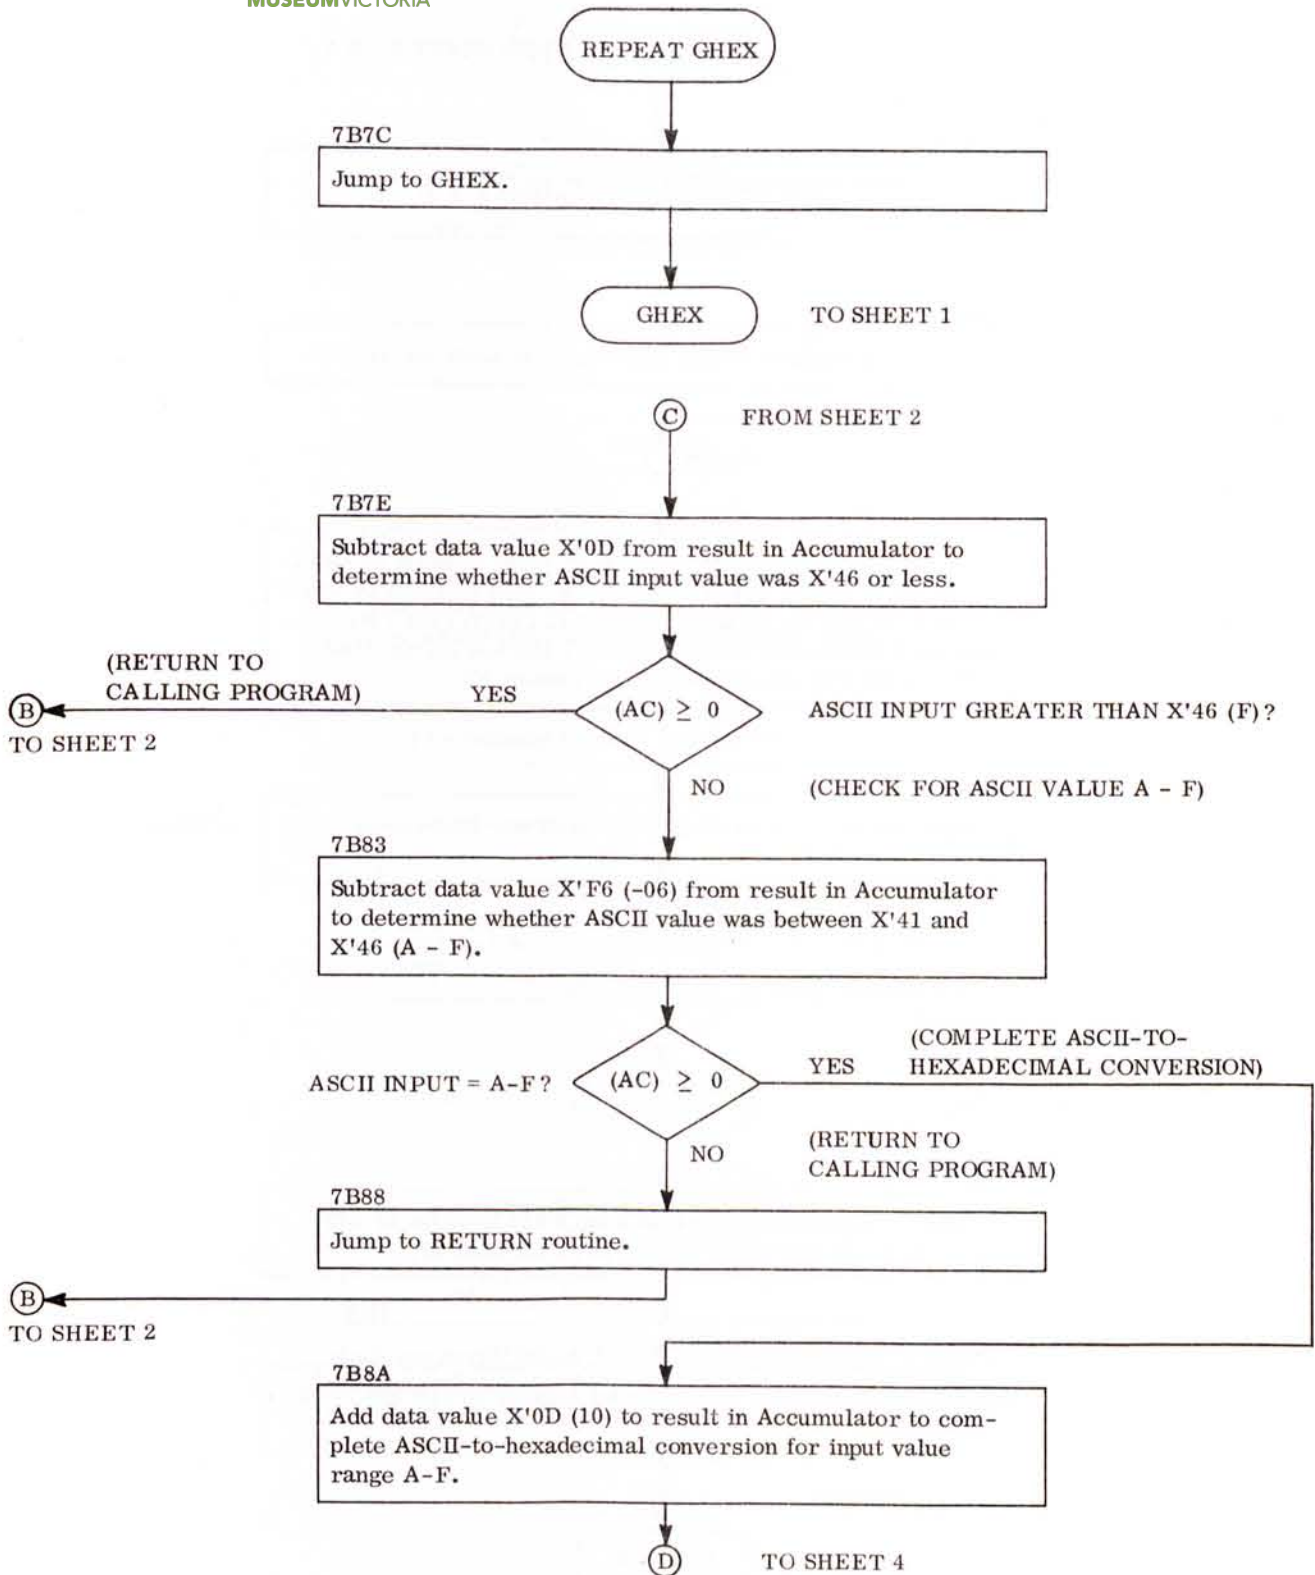 MUSEUMVICTORIA
REPEAT GHEX
7B7C
Jump to GHEX.
GHEX
TO SHEET 1
C
FROM SHEET 2
7B7E
Subtract data value X'0D from result in Accumulator to
determine whether ASCII input value was X'46 or less.
(RETURN TO
CALLING PROGRAM)
YES
(AC) ≥ 0
ASCII INPUT GREATER THAN X'46 (F)?
B
TO SHEET 2
NO
(CHECK FOR ASCII VALUE A - F)
7B83
Subtract data value X'F6 (-06) from result in Accumulator
to determine whether ASCII value was between X'41 and
X'46 (A - F).
ASCII INPUT = A-F?
(AC) ≥ 0
YES
(COMPLETE ASCII-TO-
HEXADECIMAL CONVERSION)
NO
(RETURN TO
CALLING PROGRAM)
7B88
Jump to RETURN routine.
B
TO SHEET 2
7B8A
Add data value X'0D (10) to result in Accumulator to com-
plete ASCII-to-hexadecimal conversion for input value
range A-F.
D
TO SHEET 4